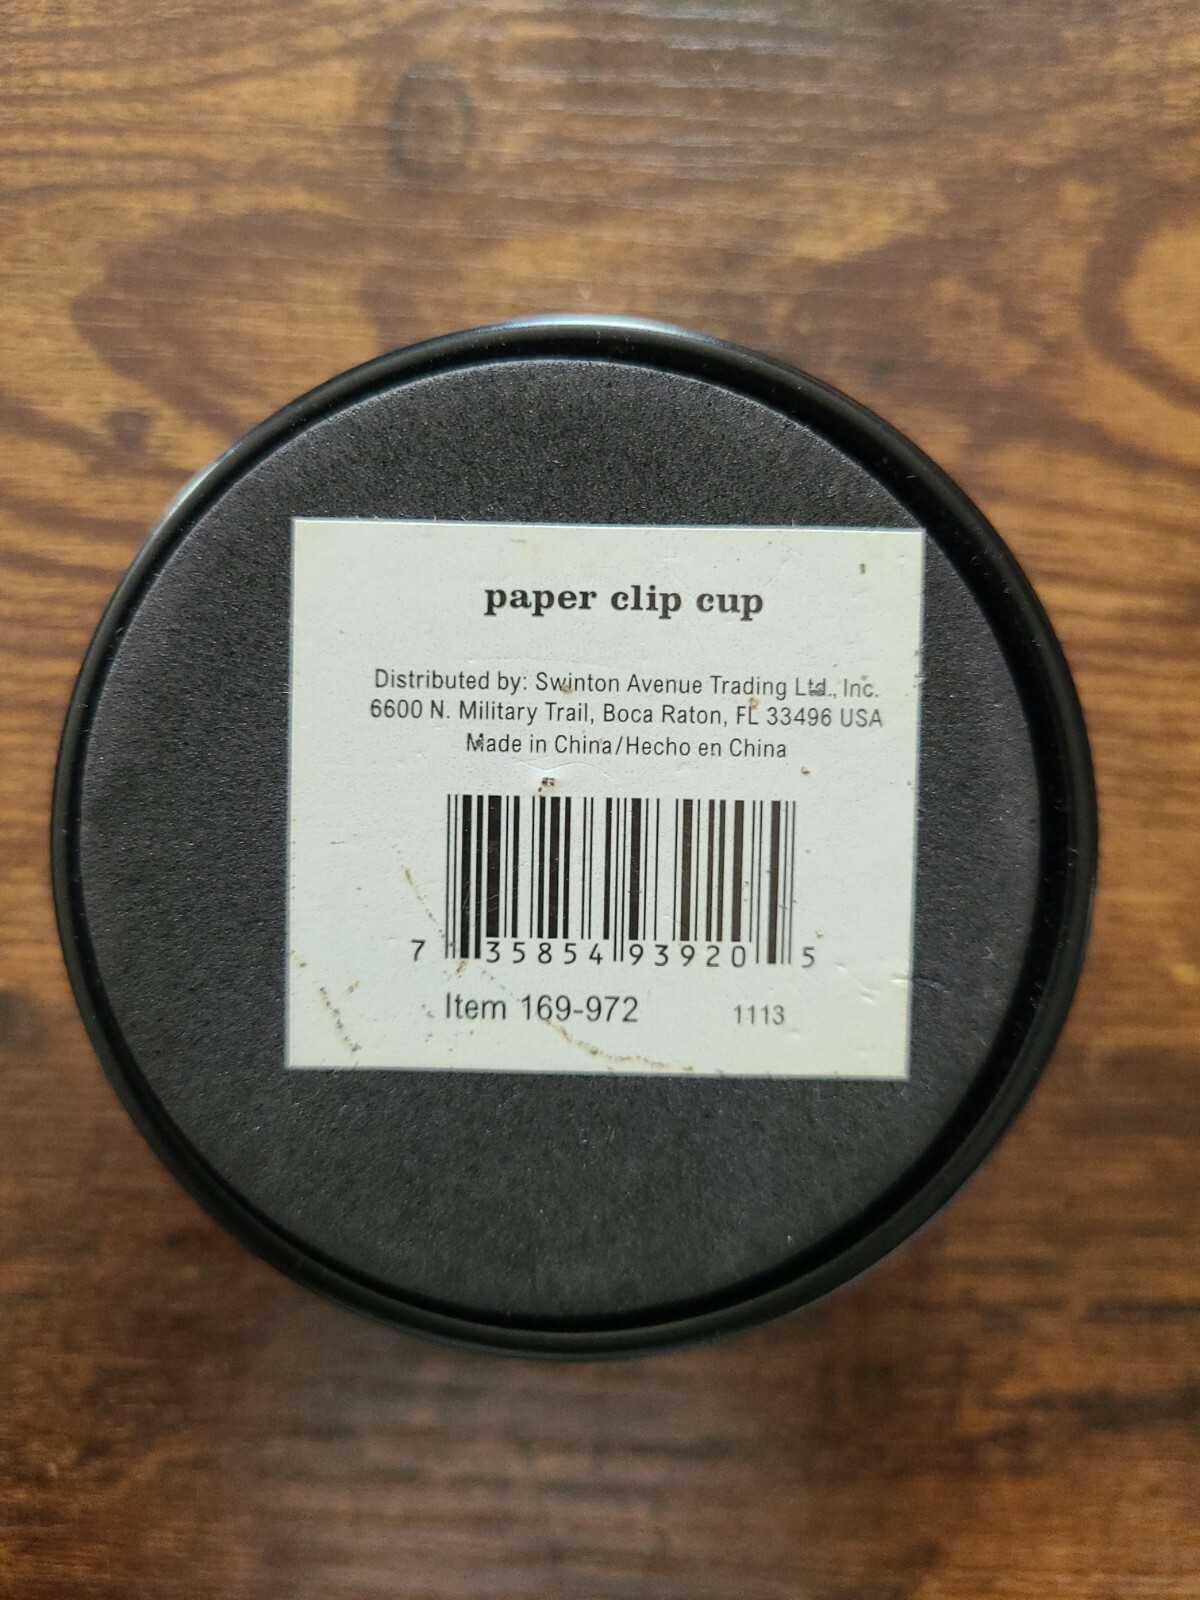 paper clip cup
Distributed by: Swinton Avenue Trading Ltd., Inc.
6600 N. Military Trail, Boca Raton, FL 33496 USA
Made in China/Hecho en China
7 35854 93920 5
Item 169-972 1113